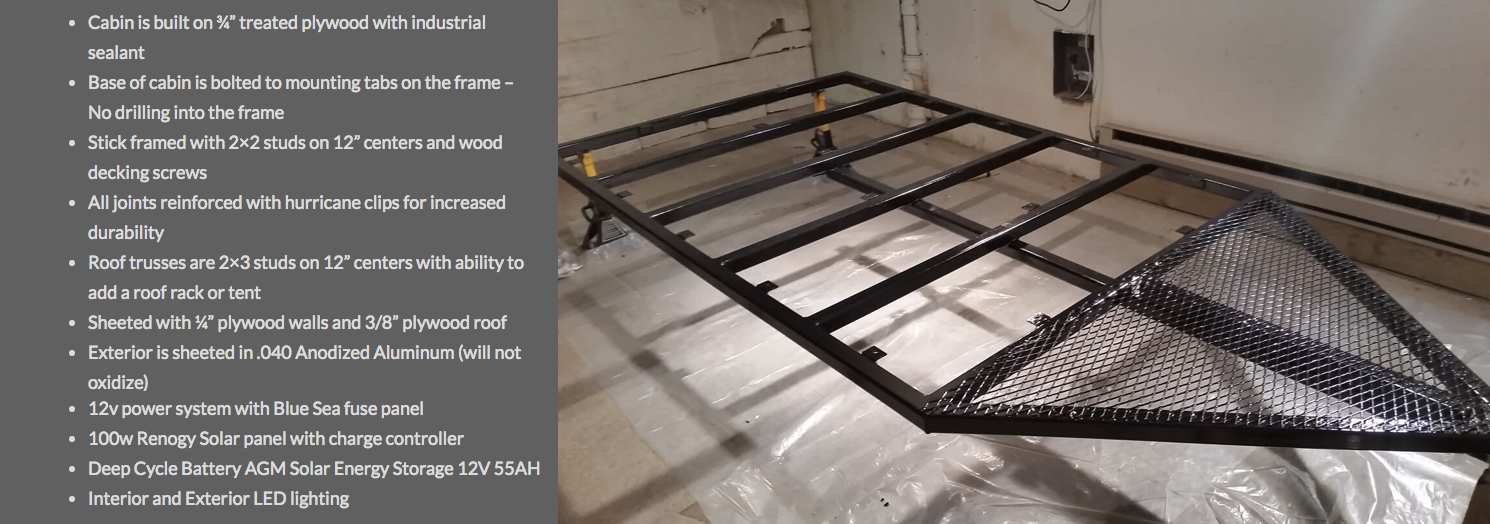 • Cabin is built on ¾” treated plywood with industrial
sealant
• Base of cabin is bolted to mounting tabs on the frame –
No drilling into the frame
• Stick framed with 2×2 studs on 12” centers and wood
decking screws
• All joints reinforced with hurricane clips for increased
durability
• Roof trusses are 2×3 studs on 12” centers with ability to
add a roof rack or tent
• Sheeted with ¼” plywood walls and 3/8” plywood roof
• Exterior is sheeted in .040 Anodized Aluminum (will not
oxidize)
• 12v power system with Blue Sea fuse panel
• 100w Renogy Solar panel with charge controller
• Deep Cycle Battery AGM Solar Energy Storage 12V 55AH
• Interior and Exterior LED lighting